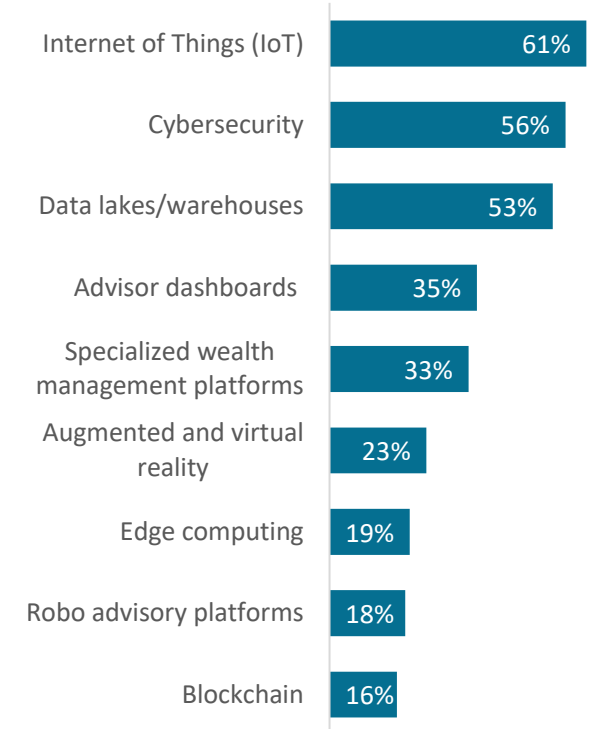 Internet of Things (IoT) 61%
Cybersecurity 56%
Data lakes/warehouses 53%
Advisor dashboards 35%
Specialized wealth
management platforms 33%
Augmented and virtual
reality 23%
Edge computing 19%
Robo advisory platforms 18%
Blockchain 16%